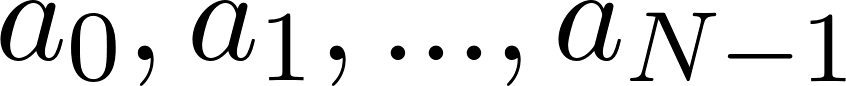 a_0, a_1, ..., a_{N-1}